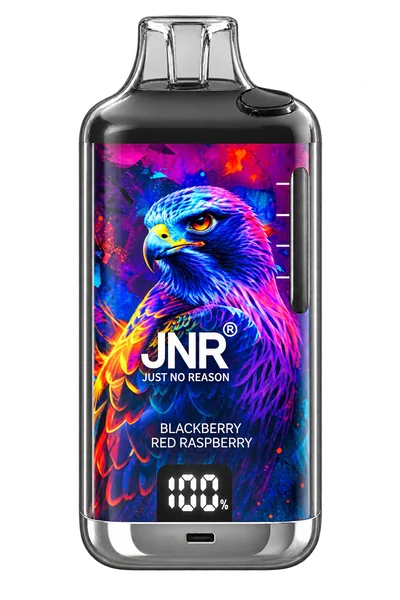 JNR®
JUST NO REASON
BLACKBERRY
RED RASPBERRY
100%